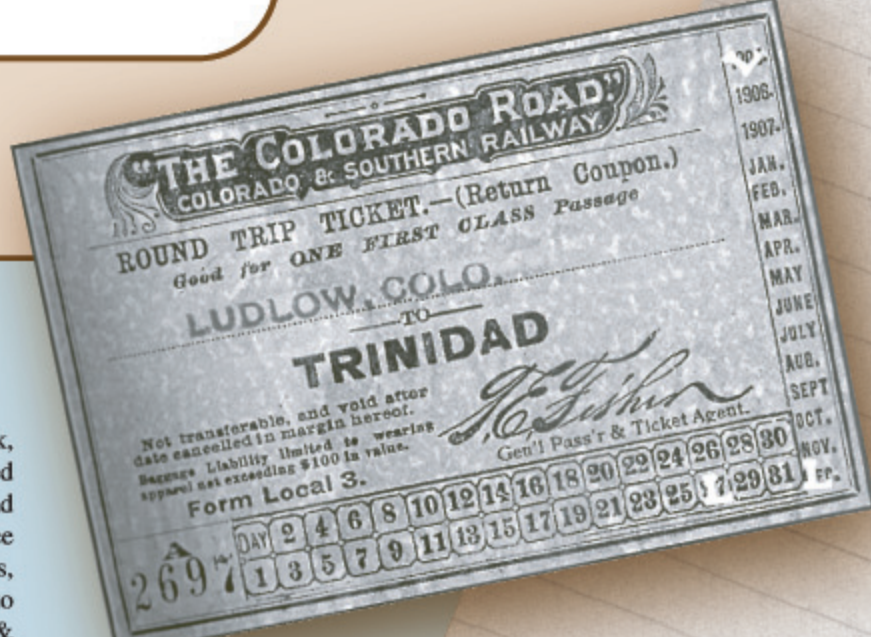 "THE COLORADO ROAD."
COLORADO & SOUTHERN RAILWAY.
ROUND TRIP TICKET.—(Return Coupon.)
Good for ONE FIRST CLASS Passage
LUDLOW, COLO.
TO
TRINIDAD
Not transferable, and void after
date cancelled in margin hereof.
Baggage Liability limited to wearing
apparel not exceeding $100 in value.
Form Local 3.
Gen'l Pass'r & Ticket Agent.
A
2697
DAY 2 4 6 8 10 12 14 16 18 20 22 24 26 28 30
1 3 5 7 9 11 13 15 17 19 21 23 25 29 31
1906.
1907.
JAN.
FEB.
MAR.
APR.
MAY
JUNE
JULY
AUG.
SEPT
OCT.
NOV.
&